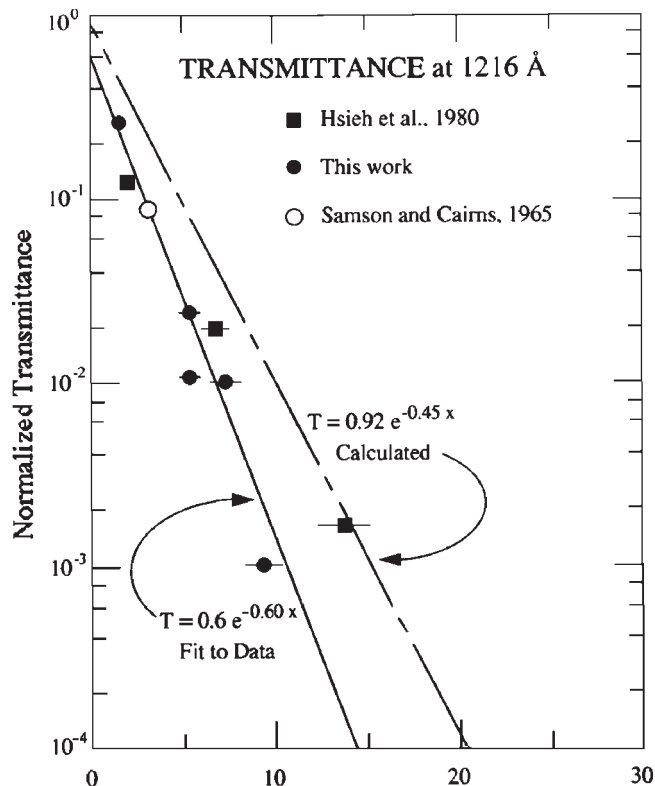 TRANSMITTANCE at 1216 Å
Hsieh et al., 1980
This work
Samson and Cairns, 1965
Normalized Transmittance
10⁰
10⁻¹
10⁻²
10⁻³
10⁻⁴
T = 0.92 e⁻⁰·⁴⁵ ˣ
Calculated
T = 0.6 e⁻⁰·⁶⁰ ˣ
Fit to Data
0 10 20 30